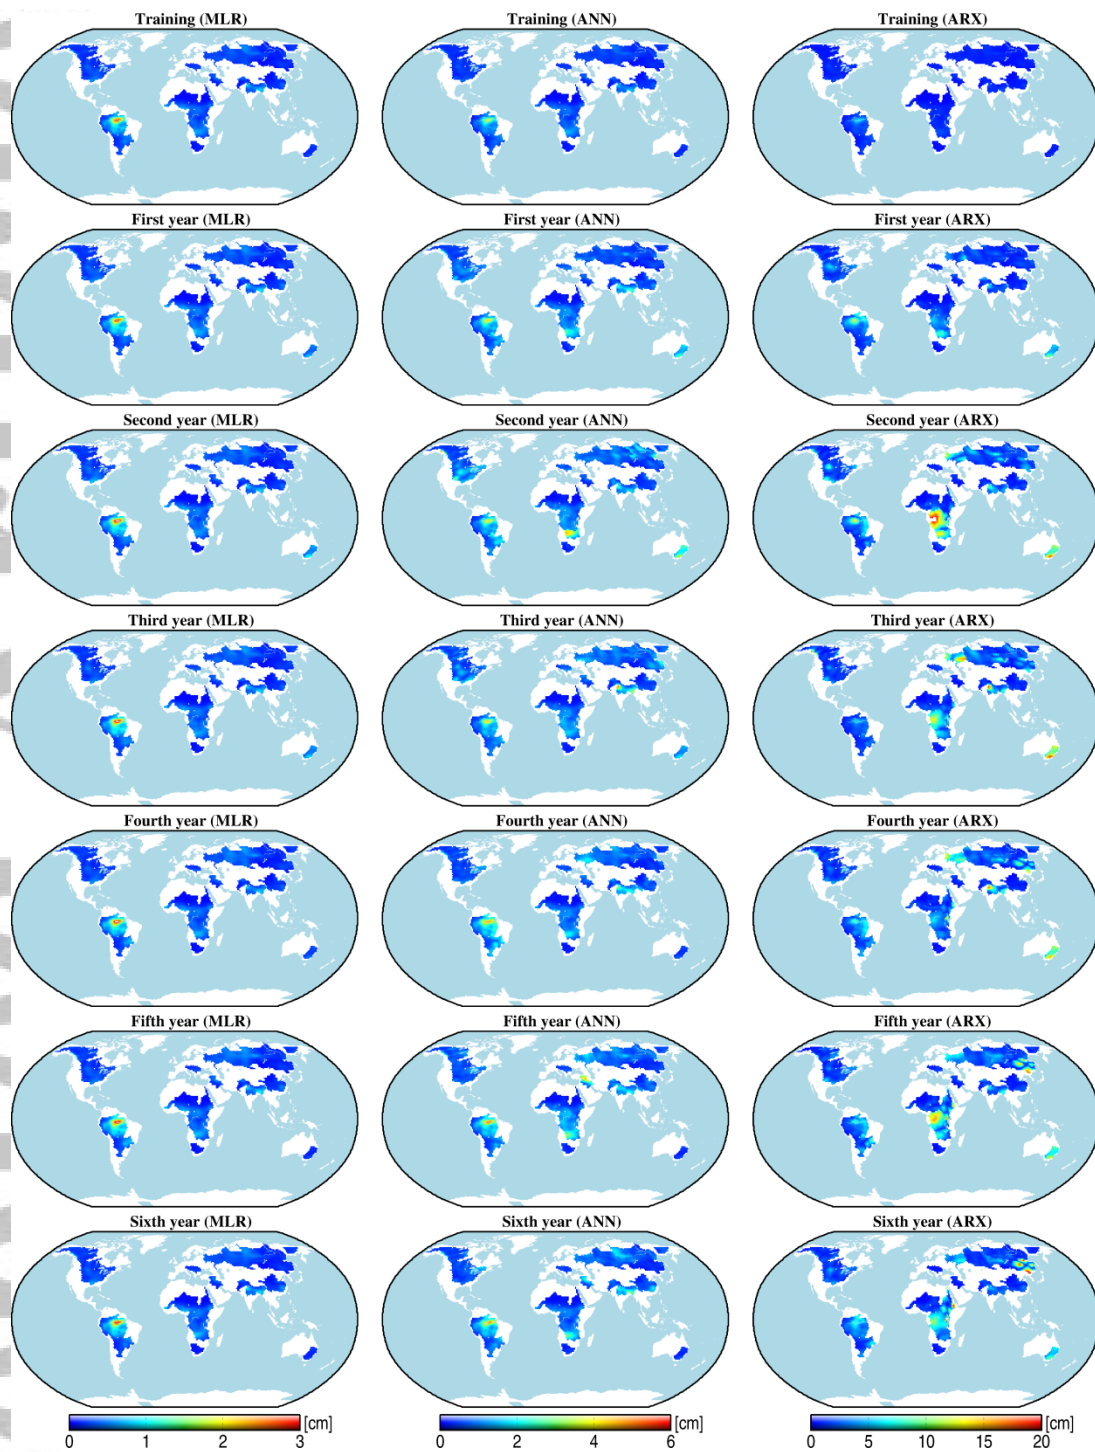 Training (MLR) Training (ANN) Training (ARX)
First year (MLR) First year (ANN) First year (ARX)
Second year (MLR) Second year (ANN) Second year (ARX)
Third year (MLR) Third year (ANN) Third year (ARX)
Fourth year (MLR) Fourth year (ANN) Fourth year (ARX)
Fifth year (MLR) Fifth year (ANN) Fifth year (ARX)
Sixth year (MLR) Sixth year (ANN) Sixth year (ARX)
[cm] [cm] [cm]
0 1 2 3 0 2 4 6 0 5 10 15 20